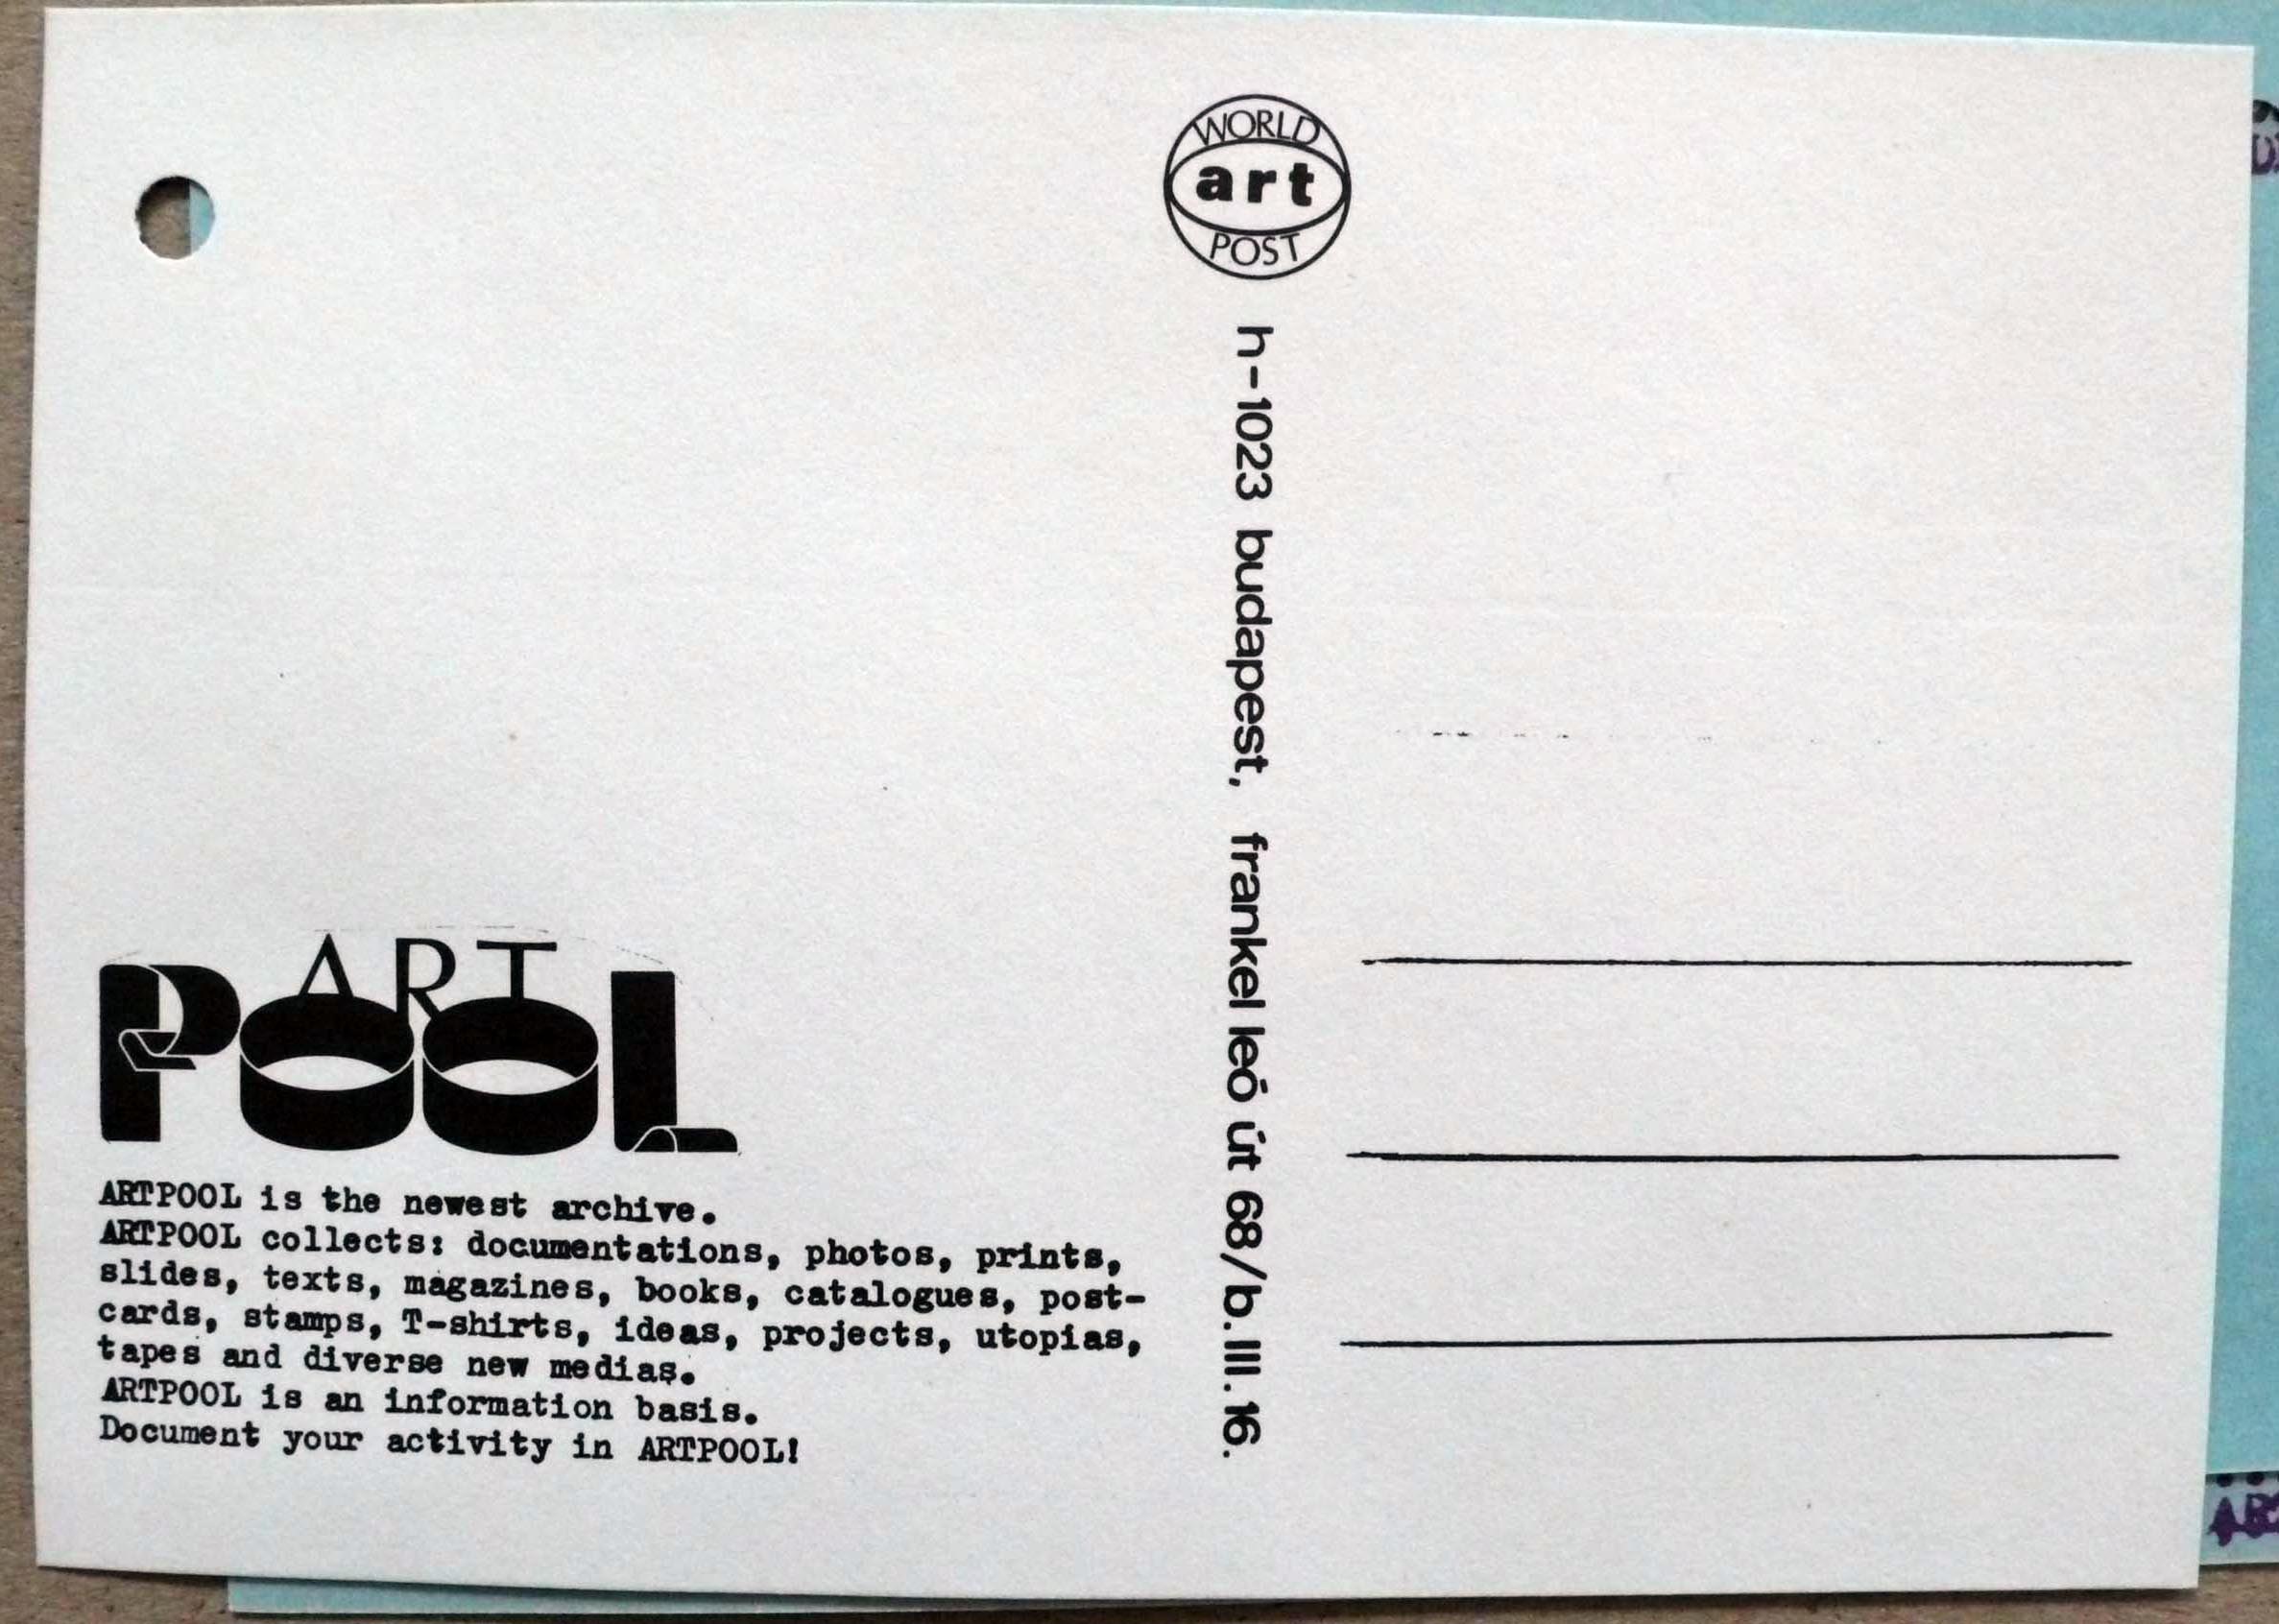 WORLD
art
POST
h-1023 budapest, frankel leó út 68/b.III.16.
ART
POOL
ARTPOOL is the newest archive.
ARTPOOL collects: documentations, photos, prints,
slides, texts, magazines, books, catalogues, post-
cards, stamps, T-shirts, ideas, projects, utopias,
tapes and diverse new medias.
ARTPOOL is an information basis.
Document your activity in ARTPOOL!